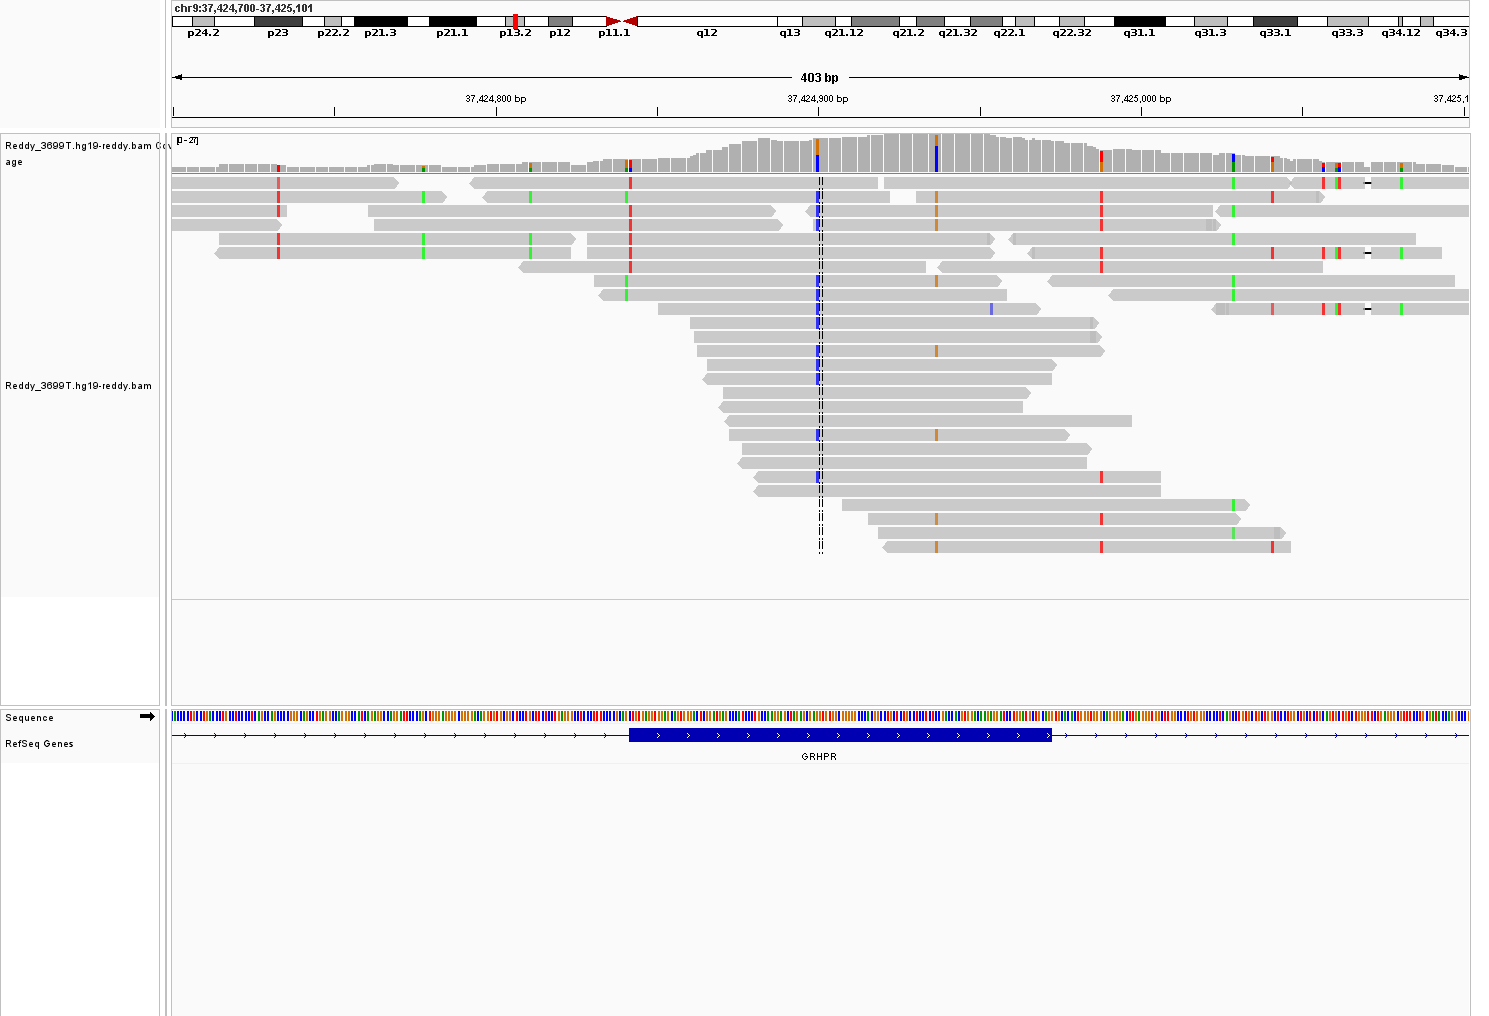 chr9:37,424,700-37,425,101
p24.2 p23 p22.2 p21.3 p21.1 p13.2 p12 p11.1 q12 q13 q21.12 q21.2 q21.32 q22.1 q22.32 q31.1 q31.3 q33.1 q33.3 q34.12 q34.3
403 bp
37,424,800 bp 37,424,900 bp 37,425,000 bp 37,425,1
Reddy_3699T.hg19-reddy.bam Cov
age
[0 - 27]
Reddy_3699T.hg19-reddy.bam
Sequence
RefSeq Genes
GRHPR